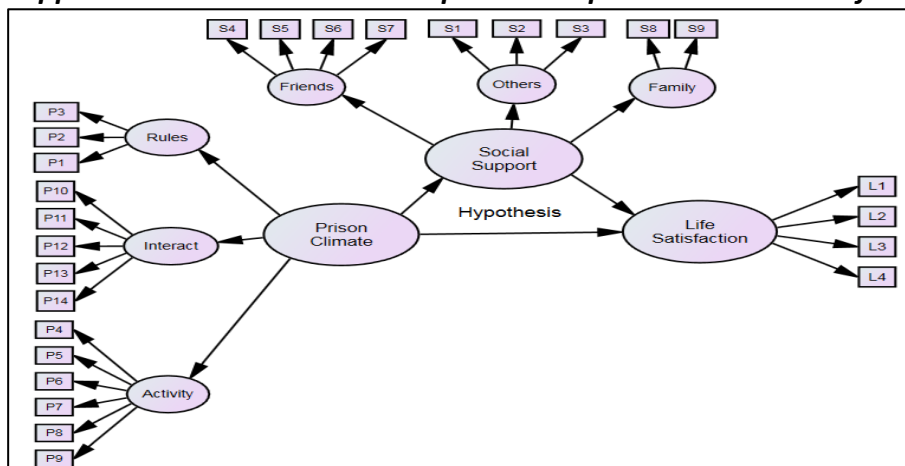 S4 S5 S6 S7 S1 S2 S3 S8 S9
Friends Others Family
P3
P2
P1
Rules
Social
Support
P10
P11
P12
P13
P14
Interact
Prison
Climate
Hypothesis
Life
Satisfaction
L1
L2
L3
L4
P4
P5
P6
P7
P8
P9
Activity